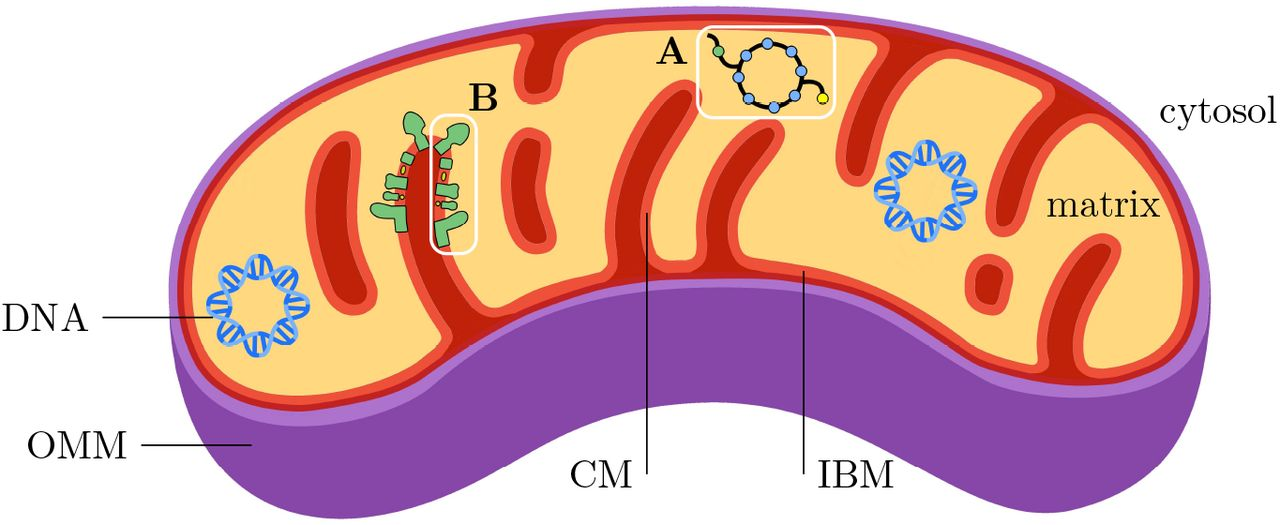 A
B
cytosol
matrix
DNA
OMM
CM
IBM